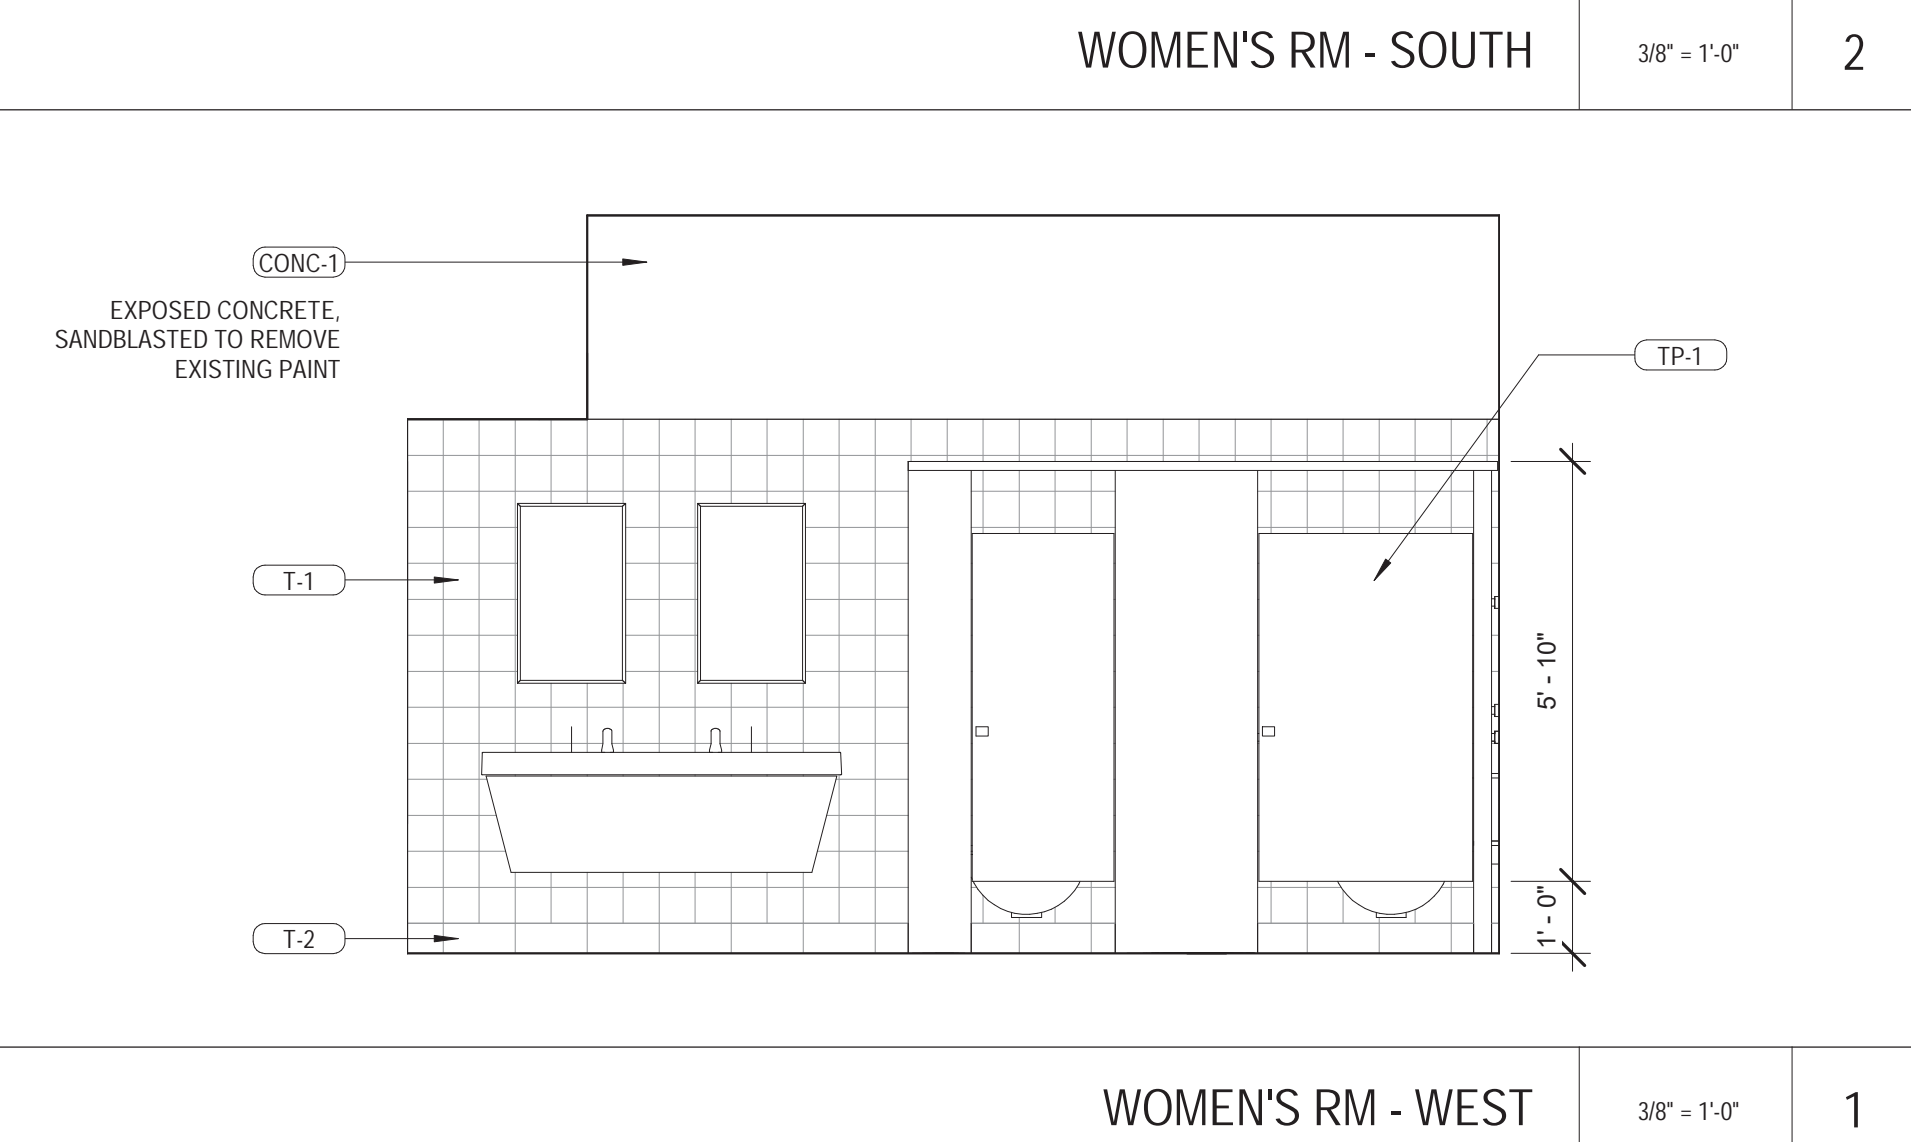 WOMEN'S RM - SOUTH
3/8" = 1'-0"
2
CONC-1
EXPOSED CONCRETE,
SANDBLASTED TO REMOVE
EXISTING PAINT
TP-1
T-1
5' - 10"
T-2
1' - 0"
WOMEN'S RM - WEST
3/8" = 1'-0"
1